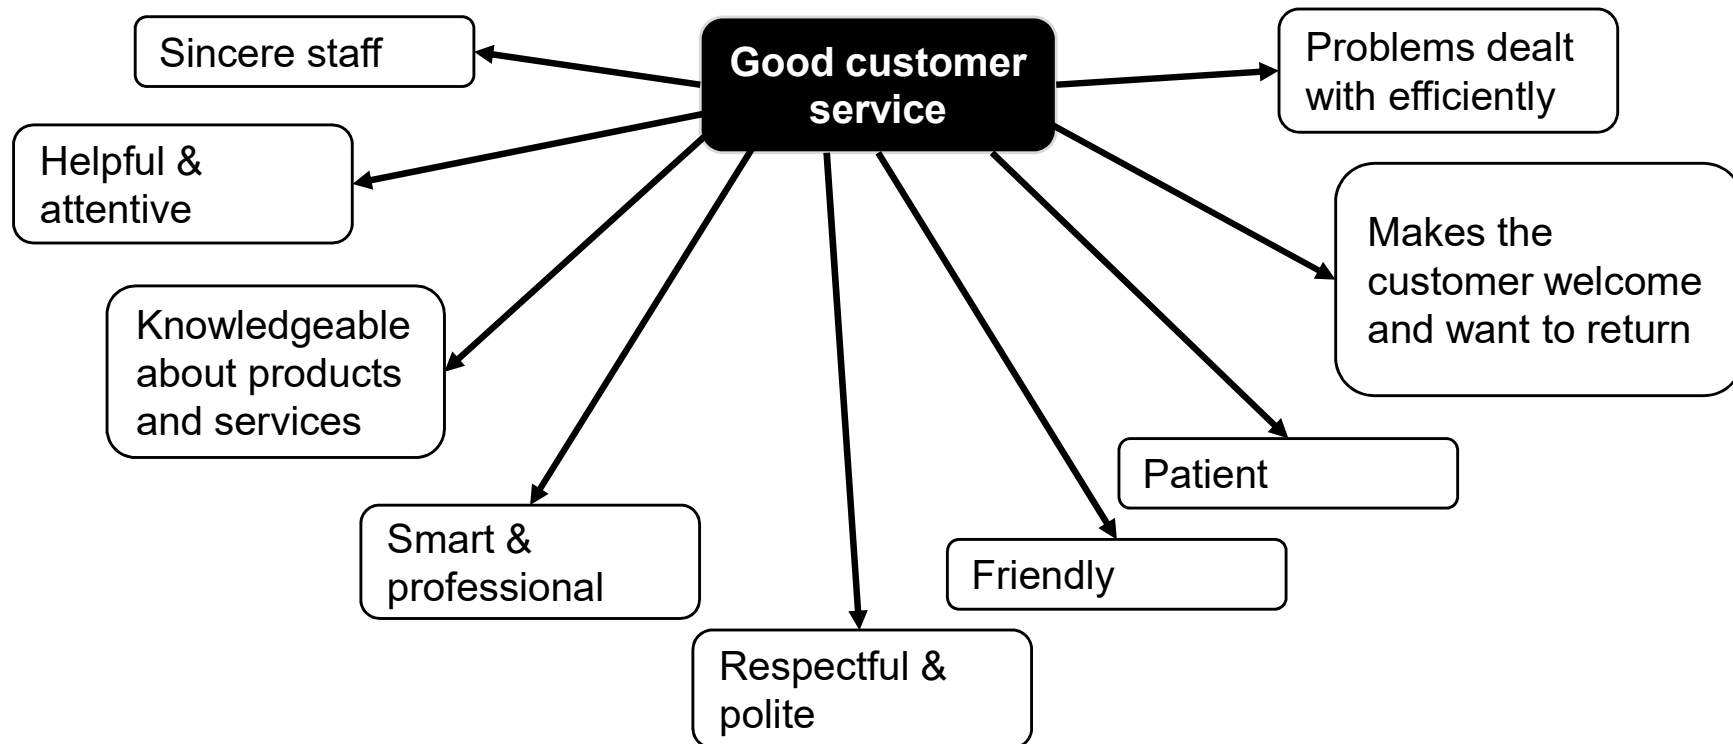 Good customer
service
Sincere staff
Helpful &
attentive
Knowledgeable
about products
and services
Smart &
professional
Respectful &
polite
Friendly
Patient
Makes the
customer welcome
and want to return
Problems dealt
with efficiently